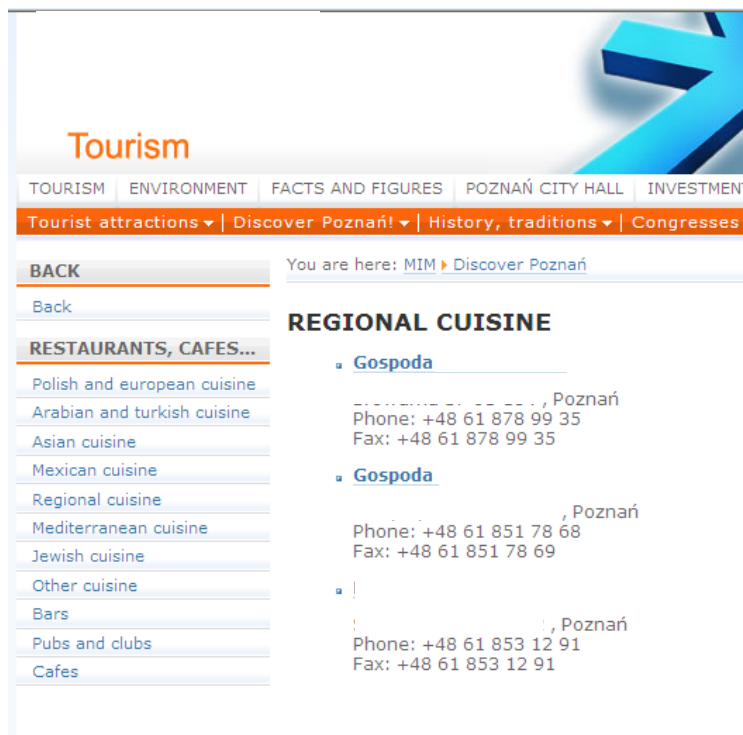 Tourism
TOURISM ENVIRONMENT FACTS AND FIGURES POZNAŃ CITY HALL INVESTMENT
Tourist attractions | Discover Poznań! | History, traditions | Congresses
BACK
Back
RESTAURANTS, CAFES...
Polish and european cuisine
Arabian and turkish cuisine
Asian cuisine
Mexican cuisine
Regional cuisine
Mediterranean cuisine
Jewish cuisine
Other cuisine
Bars
Pubs and clubs
Cafes
You are here: MIM Discover Poznań
REGIONAL CUISINE
Gospoda
, Poznań
Phone: +48 61 878 99 35
Fax: +48 61 878 99 35
Gospoda
, Poznań
Phone: +48 61 851 78 68
Fax: +48 61 851 78 69
, Poznań
Phone: +48 61 853 12 91
Fax: +48 61 853 12 91